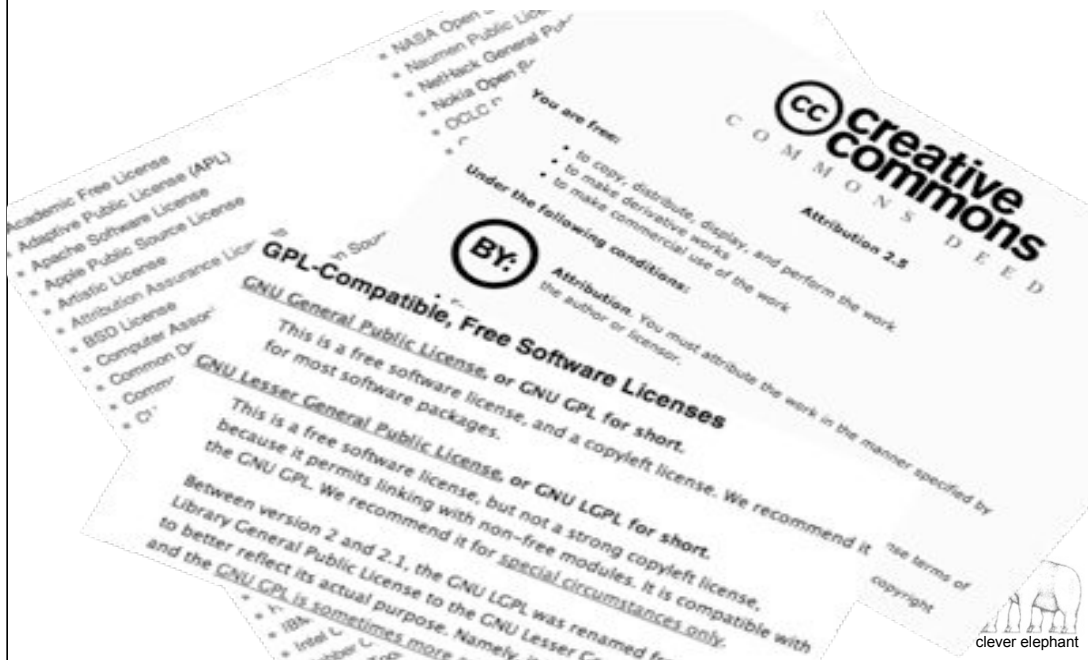 Academic Free License
Adaptive Public License (APL)
Apache Software License
Apple Public Source License
Artistic License
Attribution Assurance
BSD License
Computer
Common
NASA Open
Naumen Public
NetHack General
Nokia Open
OCLC
creative
commons
COMMONS DEED
Attribution 2.5
You are free:
to copy, distribute, display, and perform the work
to make derivative works
to make commercial use of the work
Under the following conditions:
BY:
Attribution. You must attribute the work in the manner specified by
the author or licensor.
terms of
copyright
GPL-Compatible, Free Software Licenses
GNU General Public License, or GNU GPL for short.
This is a free software license, and a copyleft license. We recommend it
for most software packages.
GNU Lesser General Public License, or GNU LGPL for short.
This is a free software license, but not a strong copyleft license,
because it permits linking with non-free modules. It is compatible with
the GNU GPL. We recommend it for special circumstances only.
Between version 2 and 2.1, the GNU LGPL was renamed
Library General Public License to the GNU Lesser
to better reflect its actual purpose. Namely,
and the GNU GPL is sometimes more
Intel
clever elephant